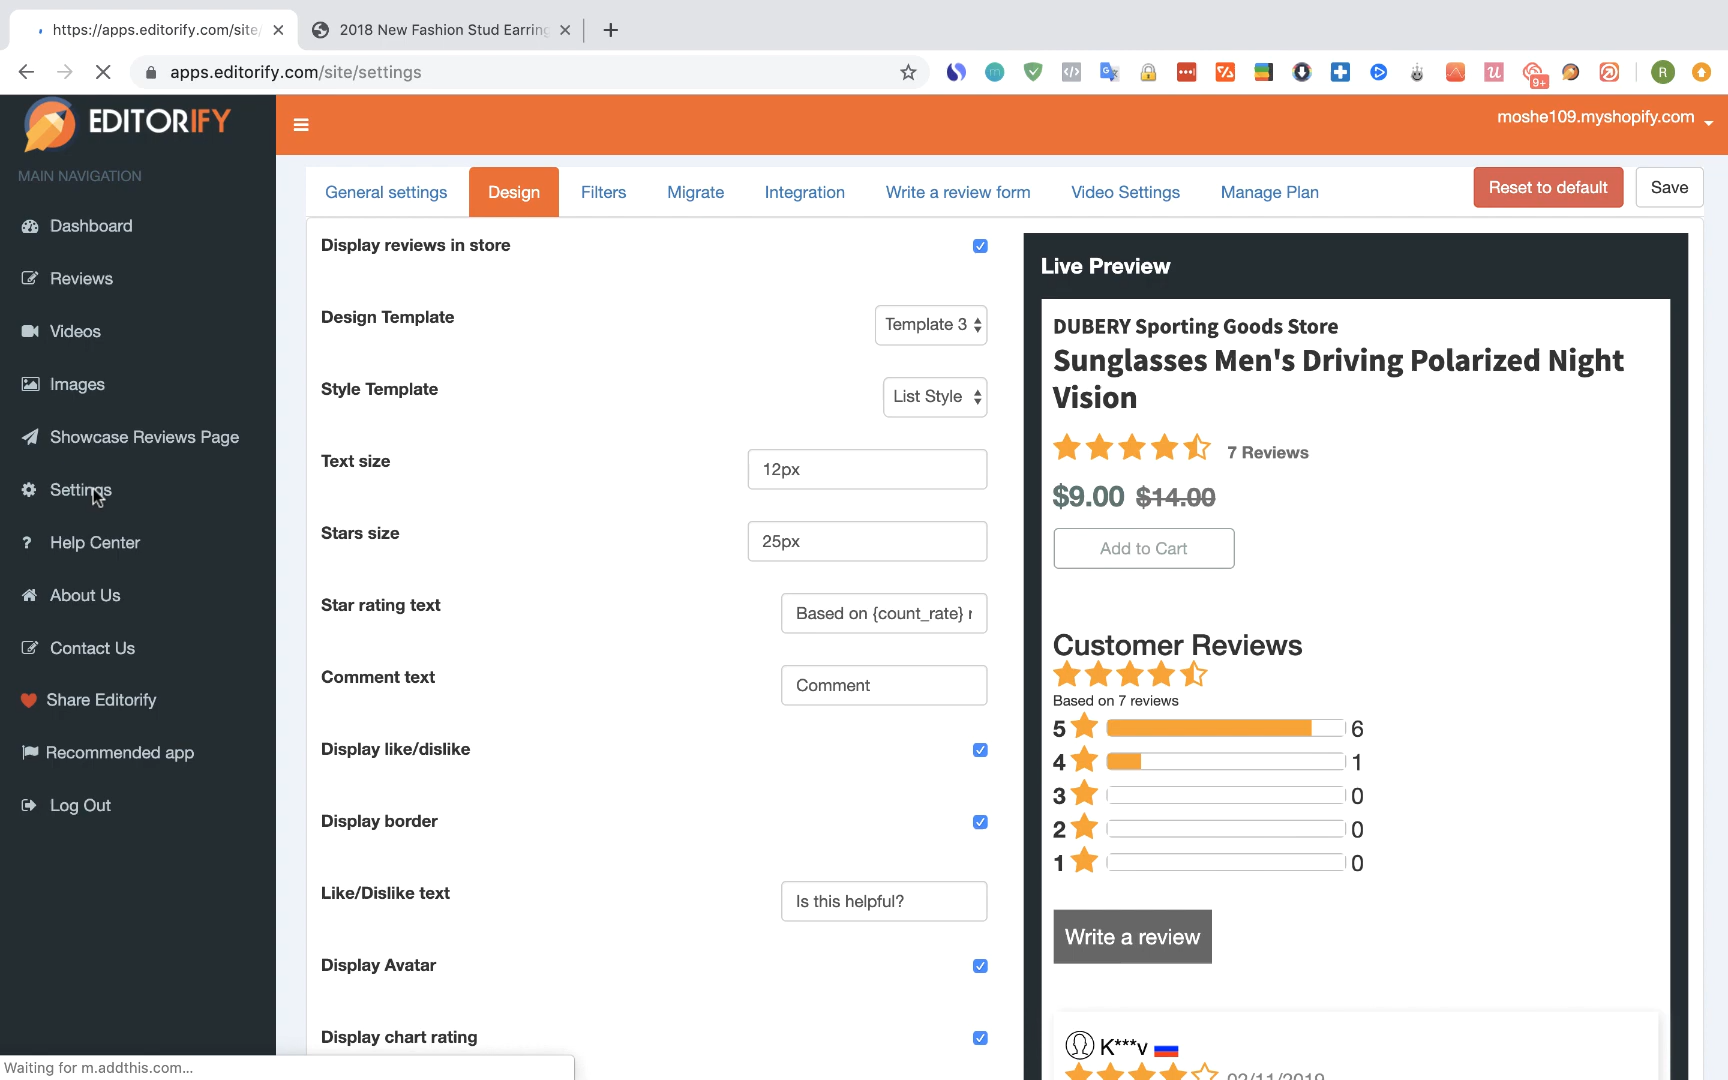 https://apps.editorify.com/site/
2018 New Fashion Stud Earring
apps.editorify.com/site/settings
9+
R
EDITORIFY
moshe109.myshopify.com
MAIN NAVIGATION
Dashboard
Reviews
Videos
Images
Showcase Reviews Page
Settings
Help Center
About Us
Contact Us
Share Editorify
Recommended app
Log Out
General settings
Design
Filters
Migrate
Integration
Write a review form
Video Settings
Manage Plan
Reset to default
Save
Display reviews in store
Design Template
Template 3
Style Template
List Style
Text size
12px
Stars size
25px
Star rating text
Based on {count_rate} r
Comment text
Comment
Display like/dislike
Display border
Like/Dislike text
Is this helpful?
Display Avatar
Display chart rating
Live Preview
DUBERY Sporting Goods Store
Sunglasses Men's Driving Polarized Night
Vision
7 Reviews
$9.00 $14.00
Add to Cart
Customer Reviews
Based on 7 reviews
5 6
4 1
3 0
2 0
1 0
Write a review
K***v
02/11/2019
Waiting for m.addthis.com...